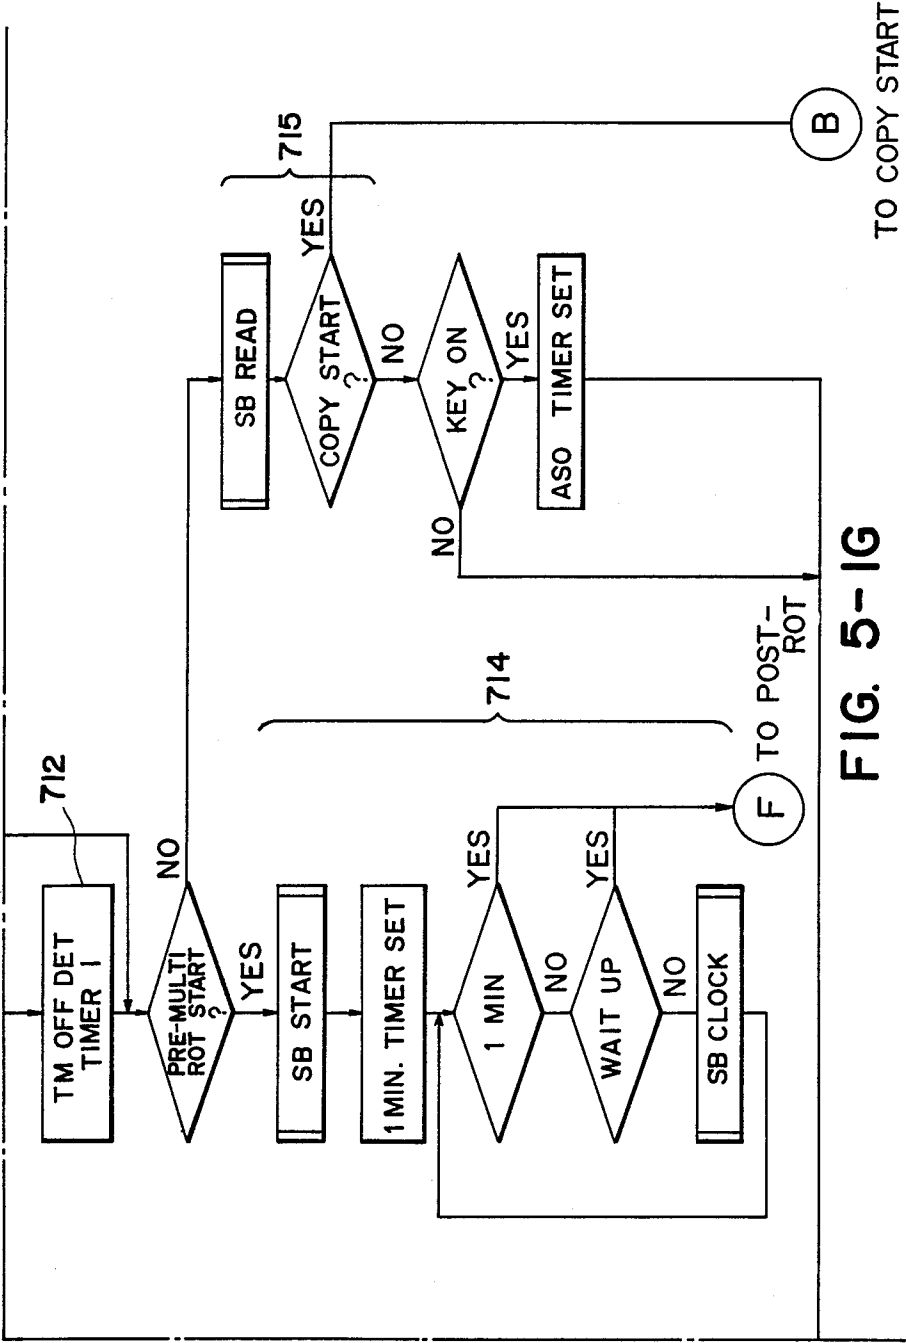 712
TM OFF DET
TIMER 1
PRE-MULTI
ROT START
?
NO
YES
SB START
1 MIN. TIMER SET
1 MIN
YES
NO
WAIT UP
YES
NO
SB CLOCK
714
F
TO POST-
ROT
SB READ
715
COPY START
?
YES
NO
KEY ON
?
NO
YES
ASO TIMER SET
B
TO COPY START
FIG. 5-1G